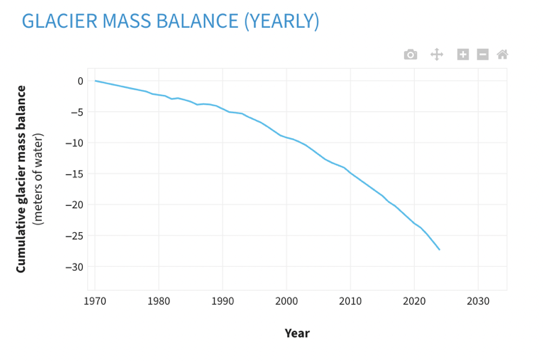 GLACIER MASS BALANCE (YEARLY)
Cumulative glacier mass balance
(meters of water)
0
−5
−10
−15
−20
−25
−30
1970 1980 1990 2000 2010 2020 2030
Year